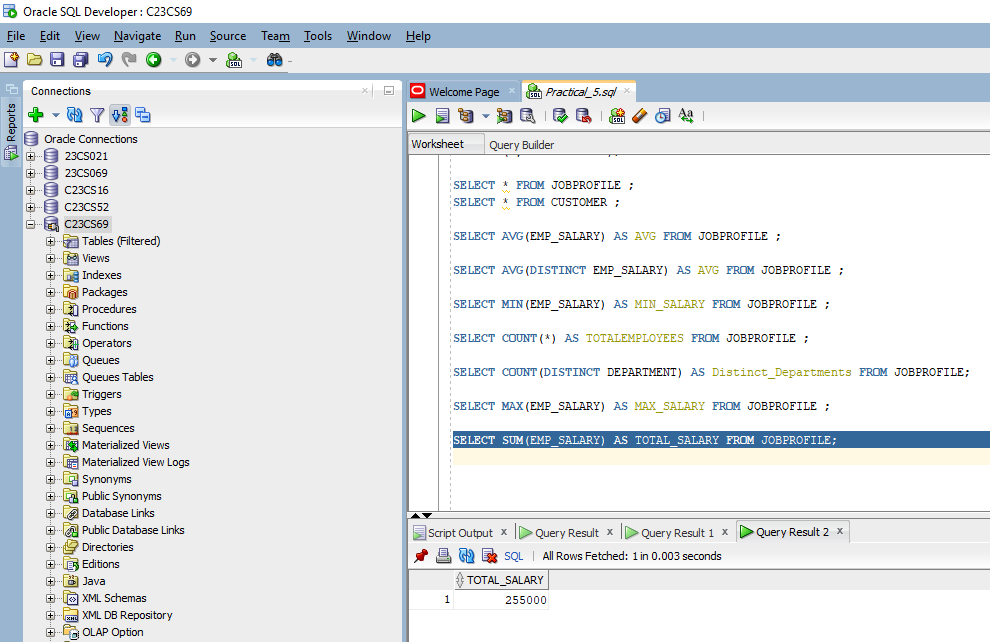 Oracle SQL Developer : C23CS69
File Edit View Navigate Run Source Team Tools Window Help
Reports
Connections
Oracle Connections
23CS021
23CS069
C23CS16
C23CS52
C23CS69
Tables (Filtered)
Views
Indexes
Packages
Procedures
Functions
Operators
Queues
Queues Tables
Triggers
Types
Sequences
Materialized Views
Materialized View Logs
Synonyms
Public Synonyms
Database Links
Public Database Links
Directories
Editions
Java
XML Schemas
XML DB Repository
OLAP Option
Welcome Page Practical_5.sql
Worksheet Query Builder
SELECT * FROM JOBPROFILE ;
SELECT * FROM CUSTOMER ;
SELECT AVG(EMP_SALARY) AS AVG FROM JOBPROFILE ;
SELECT AVG(DISTINCT EMP_SALARY) AS AVG FROM JOBPROFILE ;
SELECT MIN(EMP_SALARY) AS MIN_SALARY FROM JOBPROFILE ;
SELECT COUNT(*) AS TOTALEMPLOYEES FROM JOBPROFILE ;
SELECT COUNT(DISTINCT DEPARTMENT) AS Distinct_Departments FROM JOBPROFILE;
SELECT MAX(EMP_SALARY) AS MAX_SALARY FROM JOBPROFILE ;
SELECT SUM(EMP_SALARY) AS TOTAL_SALARY FROM JOBPROFILE;
Script Output Query Result Query Result 1 Query Result 2
SQL All Rows Fetched: 1 in 0.003 seconds
TOTAL_SALARY
1 255000